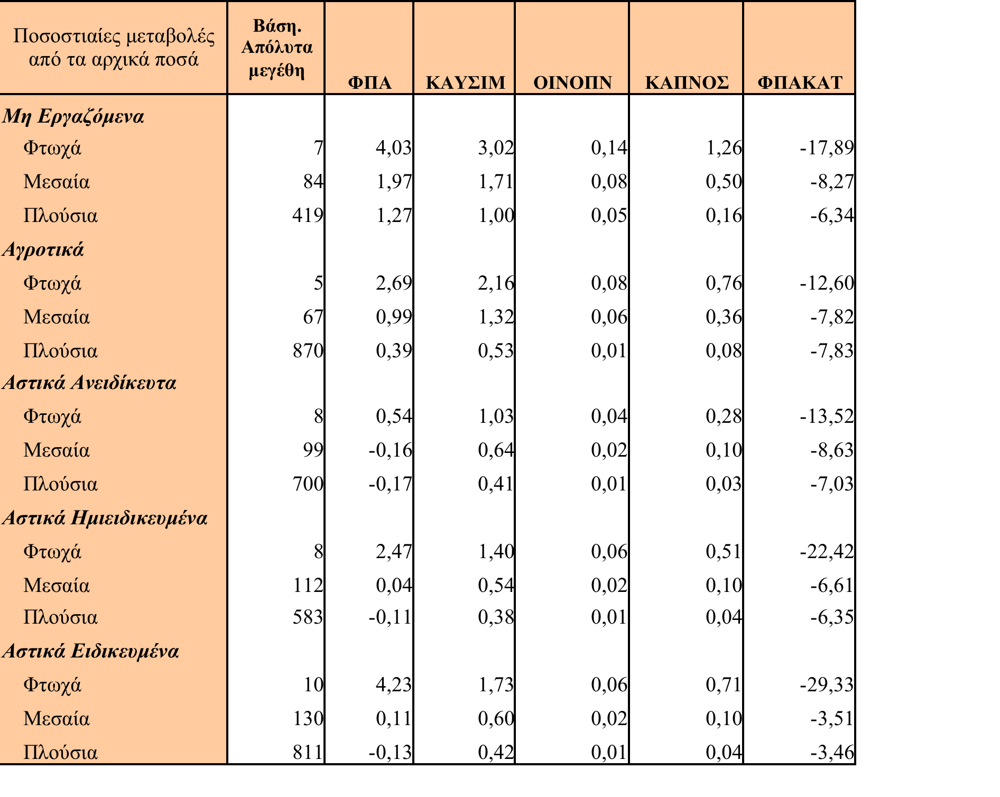 Ποσοστιαίες μεταβολές
από τα αρχικά ποσά
Βάση.
Απόλυτα
μεγέθη
ΦΠΑ ΚΑΥΣΙΜ ΟΙΝΟΠΝ ΚΑΠΝΟΣ ΦΠΑΚΑΤ
Μη Εργαζόμενα
Φτωχά 7 4,03 3,02 0,14 1,26 -17,89
Μεσαία 84 1,97 1,71 0,08 0,50 -8,27
Πλούσια 419 1,27 1,00 0,05 0,16 -6,34
Αγροτικά
Φτωχά 5 2,69 2,16 0,08 0,76 -12,60
Μεσαία 67 0,99 1,32 0,06 0,36 -7,82
Πλούσια 870 0,39 0,53 0,01 0,08 -7,83
Αστικά Ανειδίκευτα
Φτωχά 8 0,54 1,03 0,04 0,28 -13,52
Μεσαία 99 -0,16 0,64 0,02 0,10 -8,63
Πλούσια 700 -0,17 0,41 0,01 0,03 -7,03
Αστικά Ημιειδικευμένα
Φτωχά 8 2,47 1,40 0,06 0,51 -22,42
Μεσαία 112 0,04 0,54 0,02 0,10 -6,61
Πλούσια 583 -0,11 0,38 0,01 0,04 -6,35
Αστικά Ειδικευμένα
Φτωχά 10 4,23 1,73 0,06 0,71 -29,33
Μεσαία 130 0,11 0,60 0,02 0,10 -3,51
Πλούσια 811 -0,13 0,42 0,01 0,04 -3,46